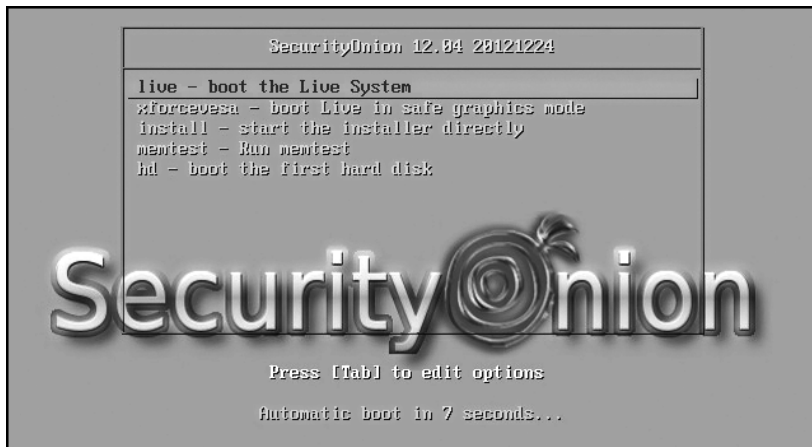 SecurityOnion 12.04 20121224
live - boot the Live System
xforcevesa - boot Live in safe graphics mode
install - start the installer directly
memtest - Run memtest
hd - boot the first hard disk
SecurityOnion
Press [Tab] to edit options
Automatic boot in 7 seconds...